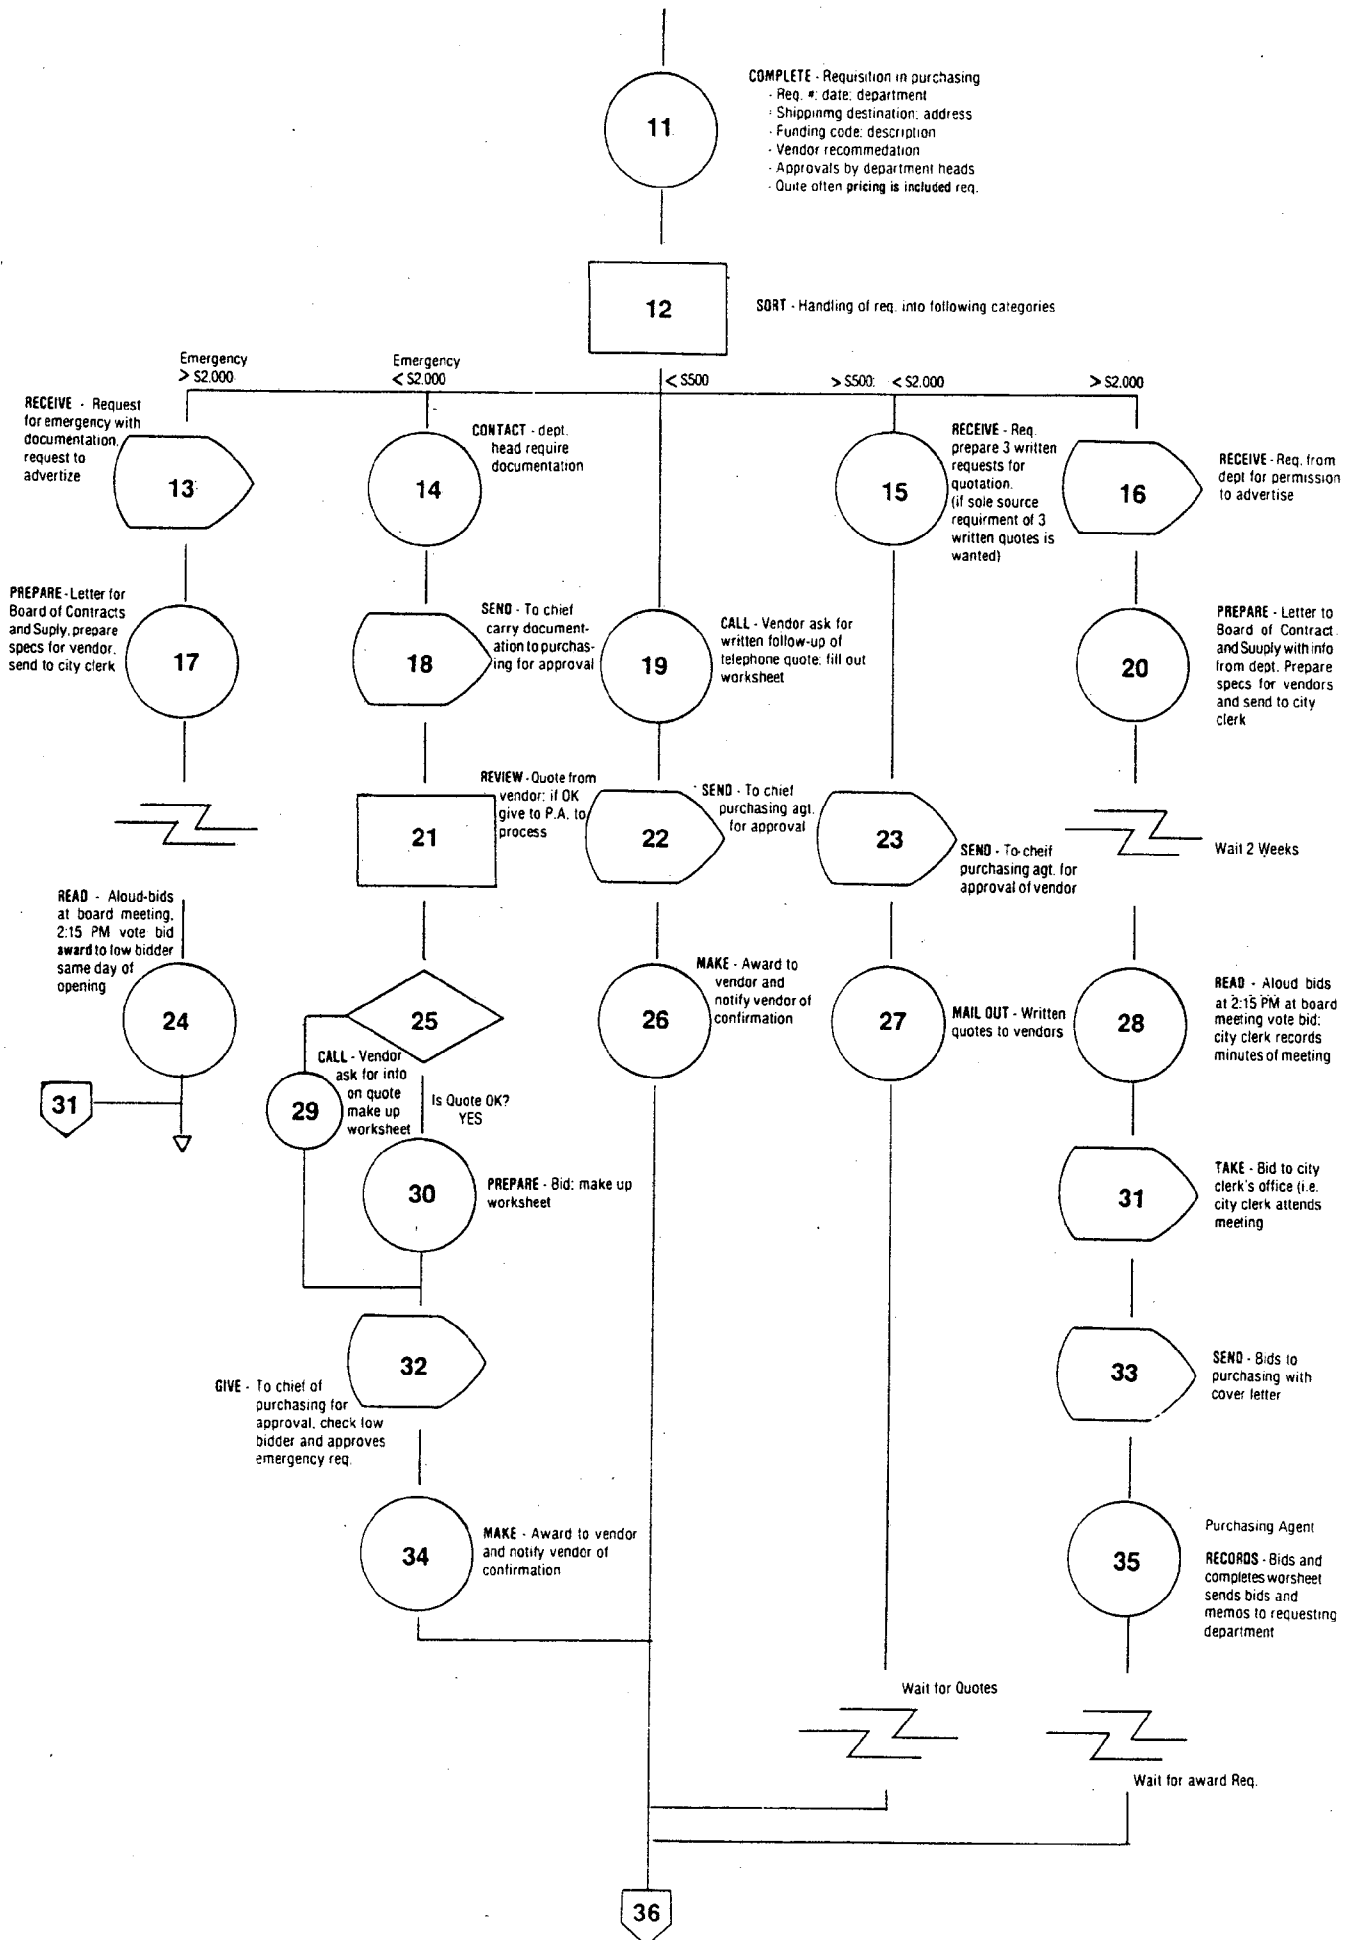 11
COMPLETE - Requisition in purchasing
- Req. #: date: department
- Shippinmg destination: address
- Funding code: description
- Vendor recommedation
- Approvals by department heads
- Quite often pricing is included req.
12
SORT - Handling of req. into following categories
Emergency
> $2.000
Emergency
< $2.000
< $500
> $500: < $2.000
> $2.000
RECEIVE - Request
for emergency with
documentation,
request to
advertize
13
CONTACT - dept.
head require
documentation
14
RECEIVE - Req.
prepare 3 written
requests for
quotation.
(if sole source
requirment of 3
written quotes is
wanted)
15
RECEIVE - Req. from
dept for permission
to advertise
16
PREPARE - Letter for
Board of Contracts
and Suply, prepare
specs for vendor,
send to city clerk
17
SEND - To chief
carry document-
ation to purchas-
ing for approval
18
CALL - Vendor ask for
written follow-up of
telephone quote: fill out
worksheet
19
PREPARE - Letter to
Board of Contract
and Suuply with info
from dept. Prepare
specs for vendors
and send to city
clerk
20
REVIEW - Quote from
vendor: if OK
give to P.A. to
process
21
SEND - To chief
purchasing agt.
for approval
22
SEND - To cheif
purchasing agt. for
approval of vendor
23
Wait 2 Weeks
READ - Aloud-bids
at board meeting,
2:15 PM vote bid
award to low bidder
same day of
opening
24
25
MAKE - Award to
vendor and
notify vendor of
confirmation
26
MAIL OUT - Written
quotes to vendors
27
READ - Aloud bids
at 2:15 PM at board
meeting vote bid:
city clerk records
minutes of meeting
28
31
CALL - Vendor
ask for info
on quote
make up
worksheet
29
Is Quote OK?
YES
PREPARE - Bid: make up
worksheet
30
TAKE - Bid to city
clerk's office (i.e.
city clerk attends
meeting
31
32
GIVE - To chief of
purchasing for
approval, check low
bidder and approves
emergency req.
SEND - Bids to
purchasing with
cover letter
33
MAKE - Award to vendor
and notify vendor of
confirmation
34
Purchasing Agent
RECORDS - Bids and
completes worsheet
sends bids and
memos to requesting
department
35
Wait for Quotes
Wait for award Req.
36